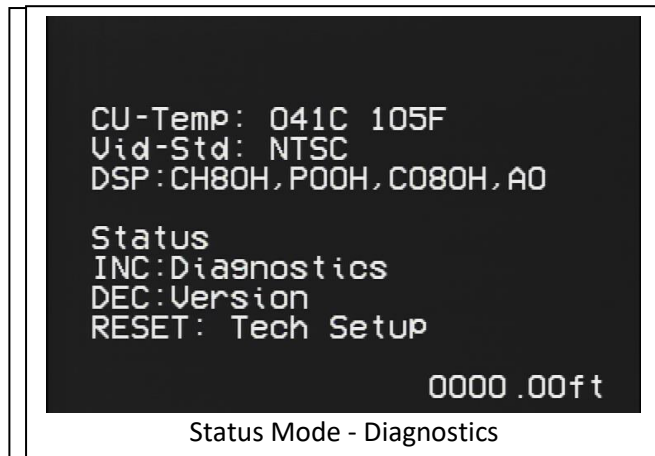 CU-Temp: 041C 105F
Vid-Std: NTSC
DSP:CH80H,P00H,C080H,A0
Status
INC:Diagnostics
DEC:Version
RESET: Tech Setup
0000.00ft
Status Mode - Diagnostics